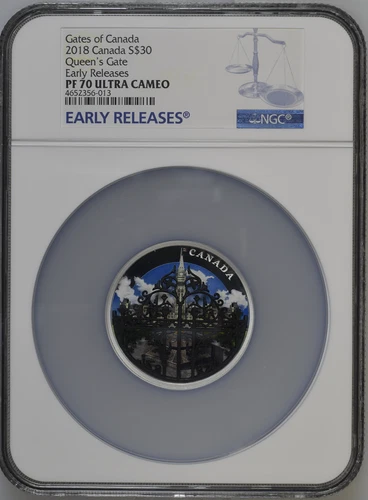 Gates of Canada
2018 Canada S$30
Queen's Gate
Early Releases
PF 70 ULTRA CAMEO
4652356-013
EARLY RELEASES®
NGC®
CANADA